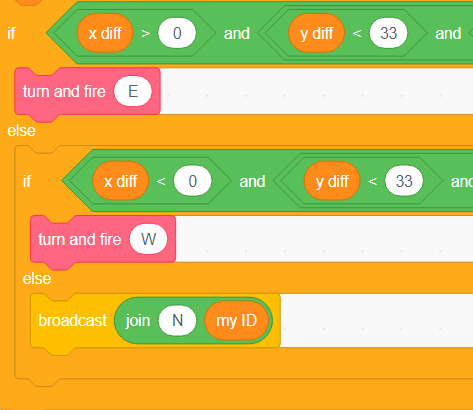 if x diff > 0 and y diff < 33 and
turn and fire E
else
if x diff < 0 and y diff < 33 and
turn and fire W
else
broadcast join N my ID